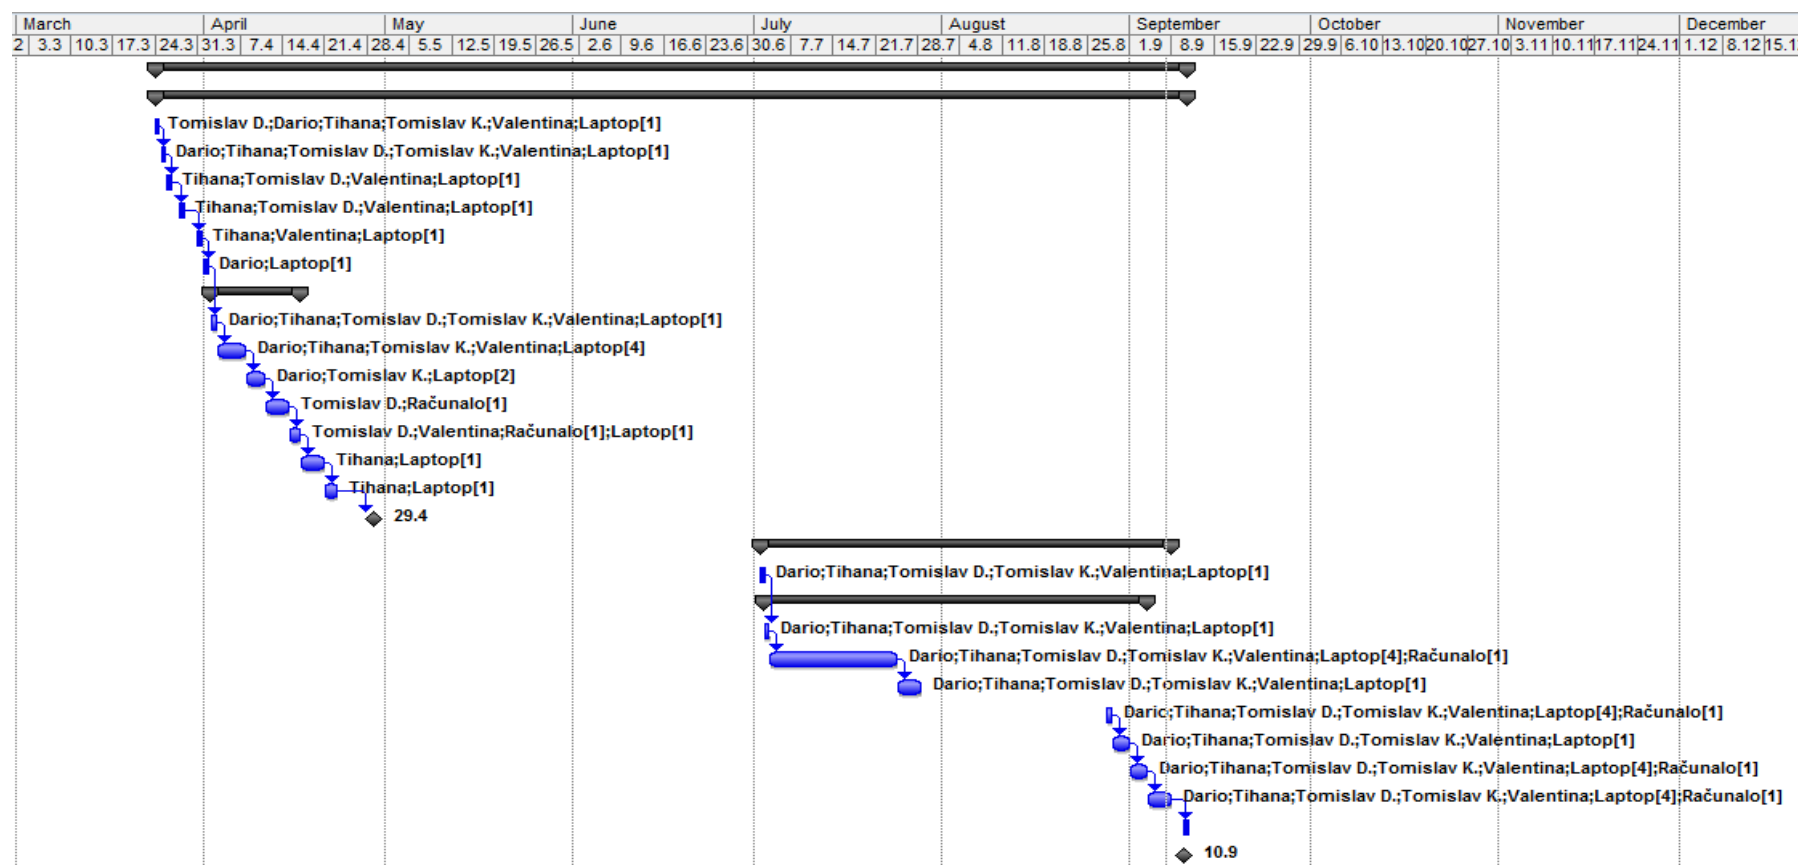 March April May June July August September October November December
2 3.3 10.3 17.3 24.3 31.3 7.4 14.4 21.4 28.4 5.5 12.5 19.5 26.5 2.6 9.6 16.6 23.6 30.6 7.7 14.7 21.7 28.7 4.8 11.8 18.8 25.8 1.9 8.9 15.9 22.9 29.9 6.10 13.10 20.10 27.10 3.11 10.11 17.11 24.11 1.12 8.12 15.1
Tomislav D.;Dario;Tihana;Tomislav K.;Valentina;Laptop[1]
Dario;Tihana;Tomislav D.;Tomislav K.;Valentina;Laptop[1]
Tihana;Tomislav D.;Valentina;Laptop[1]
Tihana;Tomislav D.;Valentina;Laptop[1]
Tihana;Valentina;Laptop[1]
Dario;Laptop[1]
Dario;Tihana;Tomislav D.;Tomislav K.;Valentina;Laptop[1]
Dario;Tihana;Tomislav K.;Valentina;Laptop[4]
Dario;Tomislav K.;Laptop[2]
Tomislav D.;Računalo[1]
Tomislav D.;Valentina;Računalo[1];Laptop[1]
Tihana;Laptop[1]
Tihana;Laptop[1]
29.4
Dario;Tihana;Tomislav D.;Tomislav K.;Valentina;Laptop[1]
Dario;Tihana;Tomislav D.;Tomislav K.;Valentina;Laptop[1]
Dario;Tihana;Tomislav D.;Tomislav K.;Valentina;Laptop[4];Računalo[1]
Dario;Tihana;Tomislav D.;Tomislav K.;Valentina;Laptop[1]
Dario;Tihana;Tomislav D.;Tomislav K.;Valentina;Laptop[4];Računalo[1]
Dario;Tihana;Tomislav D.;Tomislav K.;Valentina;Laptop[1]
Dario;Tihana;Tomislav D.;Tomislav K.;Valentina;Laptop[4];Računalo[1]
Dario;Tihana;Tomislav D.;Tomislav K.;Valentina;Laptop[4];Računalo[1]
10.9